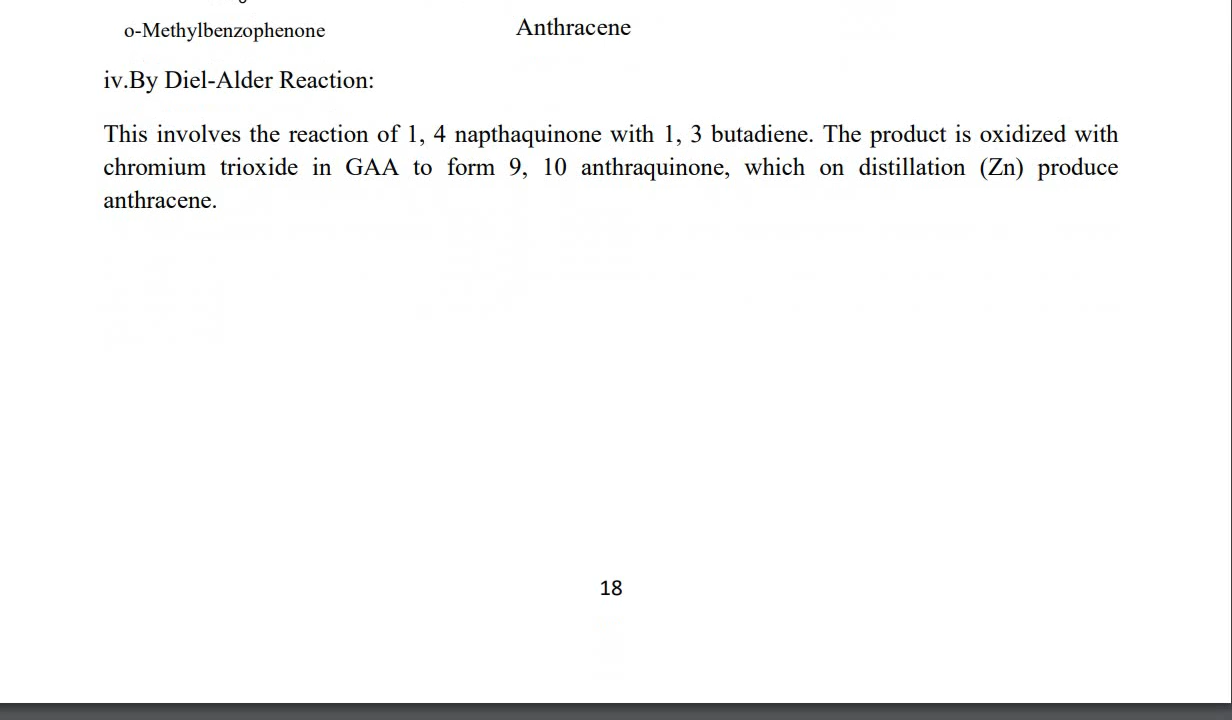 o-Methylbenzophenone Anthracene
iv.By Diel-Alder Reaction:
This involves the reaction of 1, 4 napthaquinone with 1, 3 butadiene. The product is oxidized with
chromium trioxide in GAA to form 9, 10 anthraquinone, which on distillation (Zn) produce
anthracene.
18